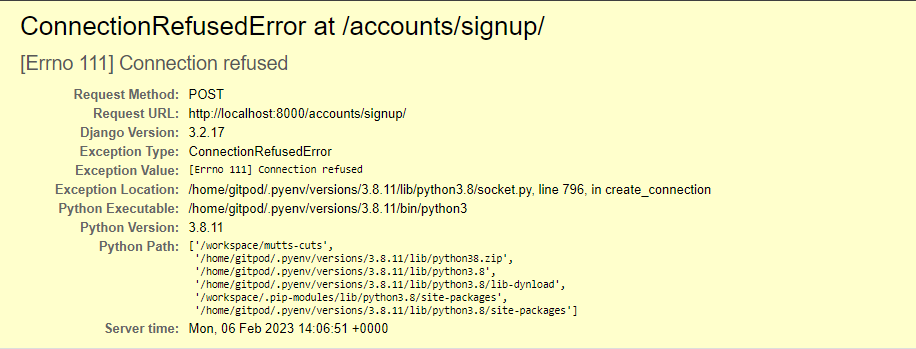 ConnectionRefusedError at /accounts/signup/
[Errno 111] Connection refused
Request Method: POST
Request URL: http://localhost:8000/accounts/signup/
Django Version: 3.2.17
Exception Type: ConnectionRefusedError
Exception Value: [Errno 111] Connection refused
Exception Location: /home/gitpod/.pyenv/versions/3.8.11/lib/python3.8/socket.py, line 796, in create_connection
Python Executable: /home/gitpod/.pyenv/versions/3.8.11/bin/python3
Python Version: 3.8.11
Python Path: ['/workspace/mutts-cuts',
'/home/gitpod/.pyenv/versions/3.8.11/lib/python38.zip',
'/home/gitpod/.pyenv/versions/3.8.11/lib/python3.8',
'/home/gitpod/.pyenv/versions/3.8.11/lib/python3.8/lib-dynload',
'/workspace/.pip-modules/lib/python3.8/site-packages',
'/home/gitpod/.pyenv/versions/3.8.11/lib/python3.8/site-packages']
Server time: Mon, 06 Feb 2023 14:06:51 +0000